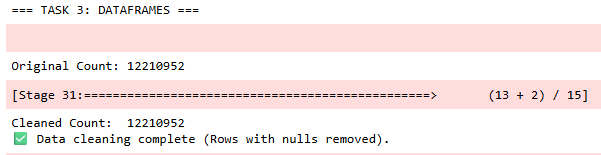 === TASK 3: DATAFRAMES ===
Original Count: 12210952
[Stage 31:================================================>       (13 + 2) / 15]
Cleaned Count:  12210952
✅ Data cleaning complete (Rows with nulls removed).